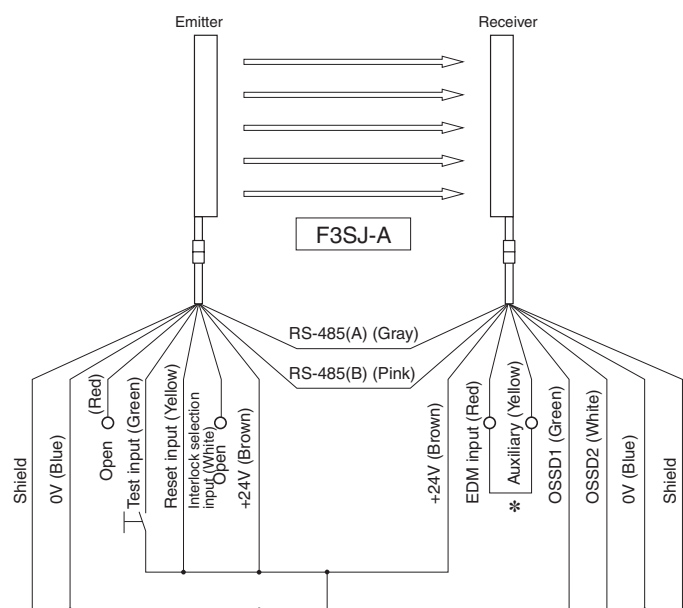 Emitter
Receiver
F3SJ-A
RS-485(A) (Gray)
RS-485(B) (Pink)
Shield
0V (Blue)
Open
(Red)
Test input (Green)
Reset input (Yellow)
Interlock selection
input (White)
Open
+24V (Brown)
+24V (Brown)
EDM input (Red)
Auxiliary (Yellow)
*
OSSD1 (Green)
OSSD2 (White)
0V (Blue)
Shield